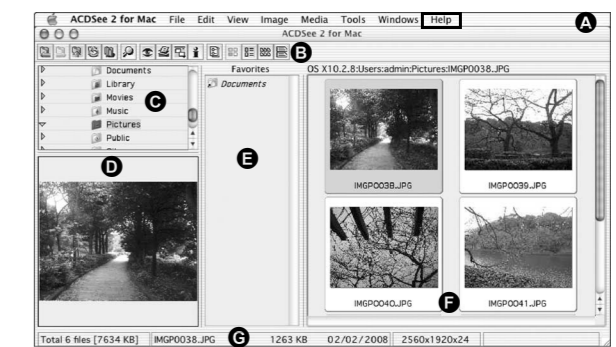 ACDSee 2 for Mac File Edit View Image Media Tools Windows Help
A
ACDSee 2 for Mac
B
Documents
Library
Movies
Music
Pictures
Public
C
D
Favorites
Documents
E
OS X10.2.8:Users:admin:Pictures:IMGP0038.JPG
IMGP0038.JPG
IMGP0039.JPG
IMGP0040.JPG
IMGP0041.JPG
F
Total 6 files [7634 KB] IMGP0038.JPG G 1263 KB 02/02/2008 2560x1920x24